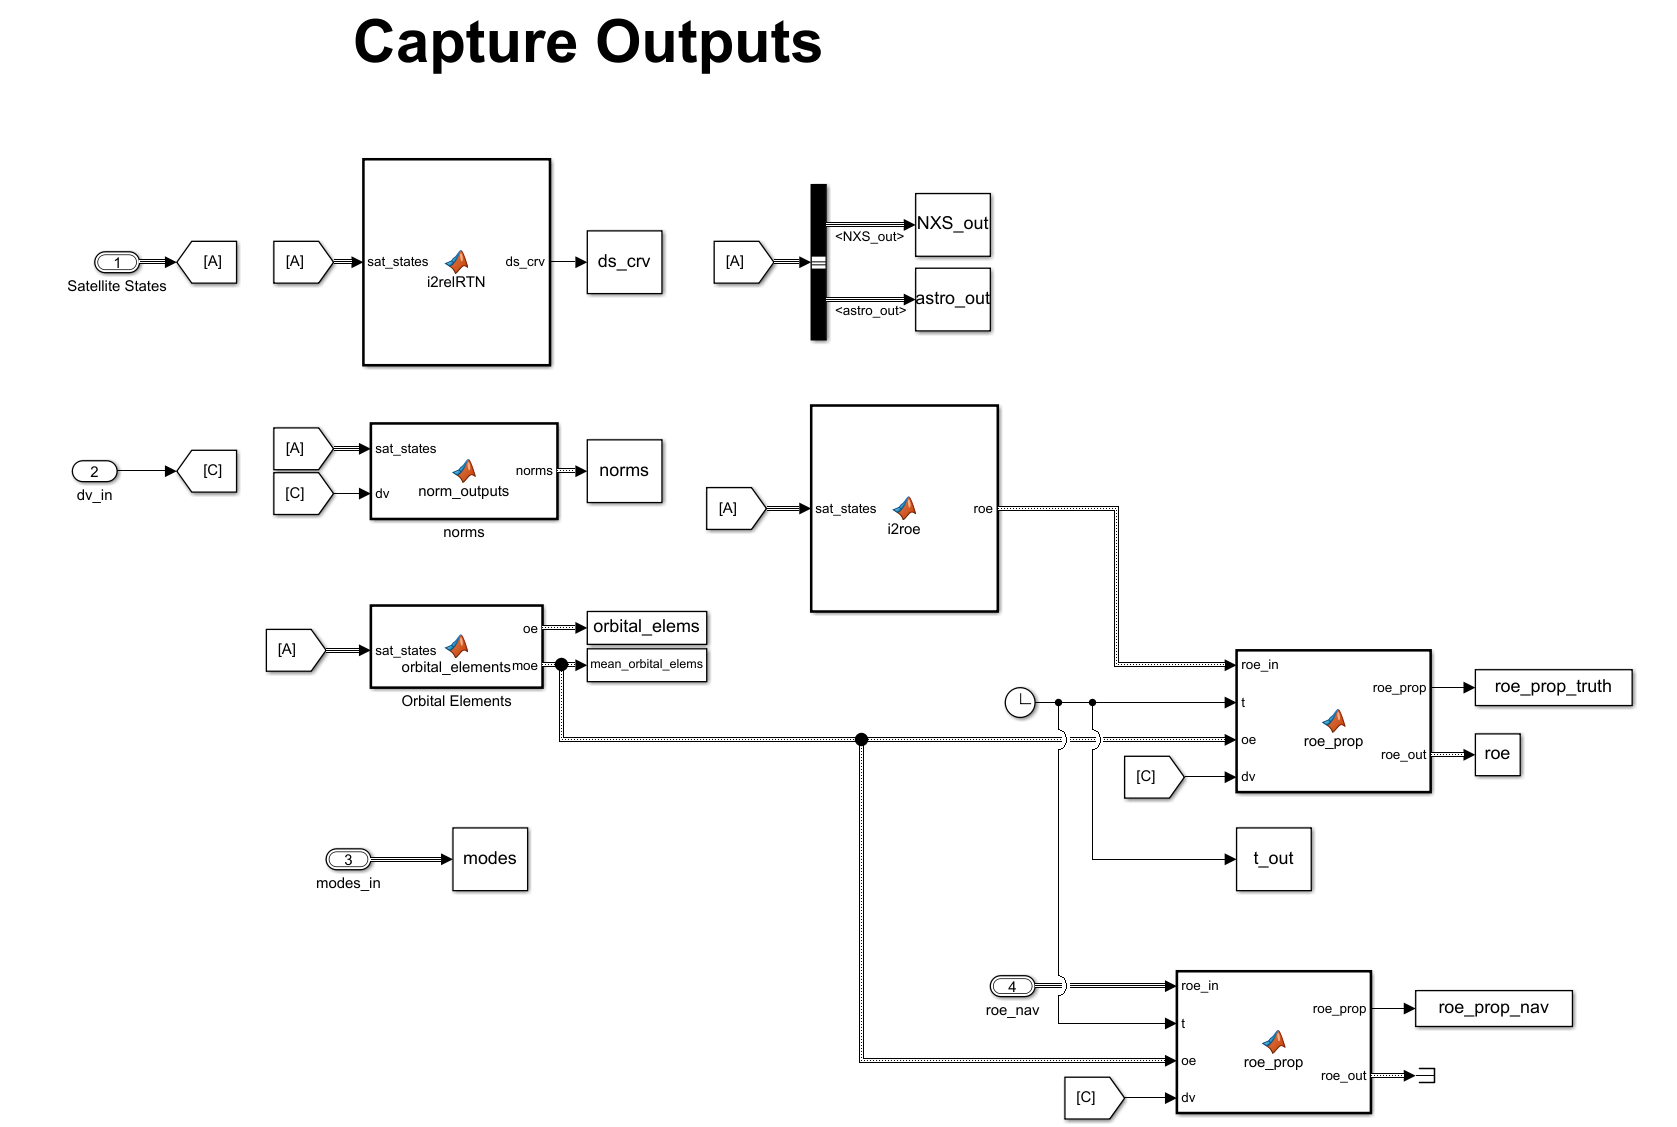 Capture Outputs
1
Satellite States
[A]
[A]
sat_states
i2relRTN
ds_crv
ds_crv
[A]
<NXS_out>
NXS_out
<astro_out>
astro_out
2
dv_in
[C]
[A]
[C]
sat_states
dv
norm_outputs
norms
norms
norms
[A]
sat_states
i2roe
roe
[A]
sat_states
orbital_elements
oe
moe
Orbital Elements
orbital_elems
mean_orbital_elems
roe_in
t
oe
dv
[C]
roe_prop
roe_prop
roe_out
roe_prop_truth
roe
3
modes_in
modes
t_out
4
roe_nav
[C]
roe_in
t
oe
dv
roe_prop
roe_prop
roe_out
roe_prop_nav